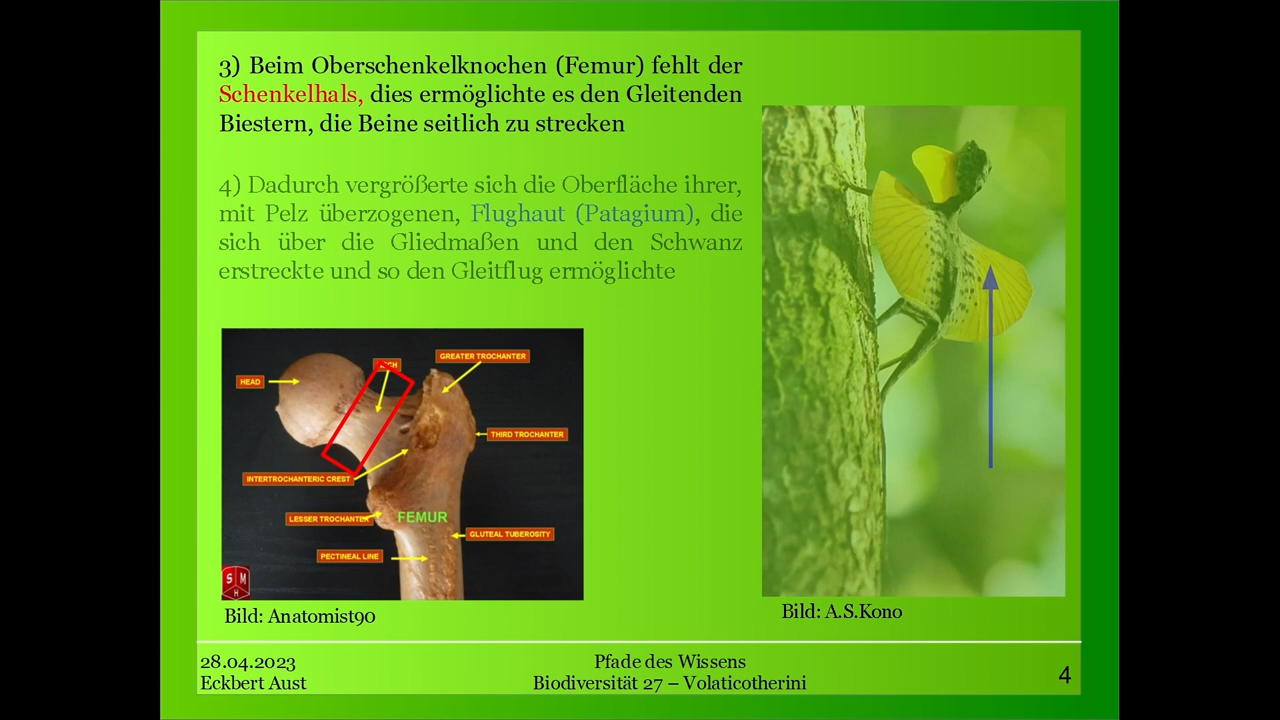 3) Beim Oberschenkelknochen (Femur) fehlt der
Schenkelhals, dies ermöglichte es den Gleitenden
Biestern, die Beine seitlich zu strecken
4) Dadurch vergrößerte sich die Oberfläche ihrer,
mit Pelz überzogenen, Flughaut (Patagium), die
sich über die Gliedmaßen und den Schwanz
erstreckte und so den Gleitflug ermöglichte
HEAD
GREATER TROCHANTER
THIRD TROCHANTER
INTERTROCHANTERIC CREST
LESSER TROCHANTER
FEMUR
GLUTEAL TUBEROSITY
PECTINEAL LINE
S M
H
Bild: Anatomist90
Bild: A.S.Kono
28.04.2023
Eckbert Aust
Pfade des Wissens
Biodiversität 27 – Volaticotherini
4